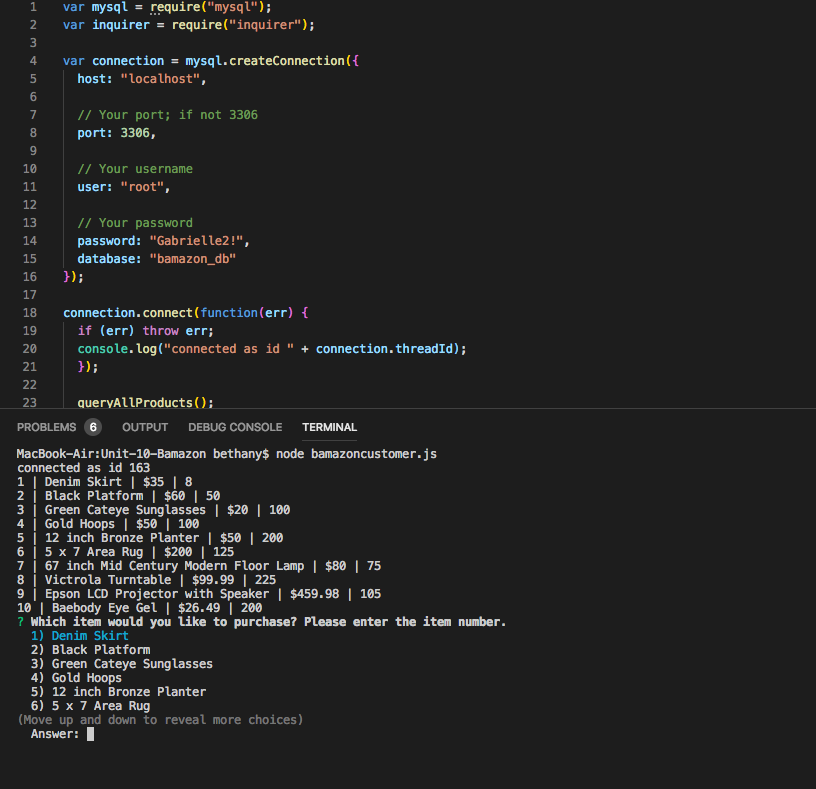 1 var mysql = require("mysql");
2 var inquirer = require("inquirer");
3
4 var connection = mysql.createConnection({
5 host: "localhost",
6
7 // Your port; if not 3306
8 port: 3306,
9
10 // Your username
11 user: "root",
12
13 // Your password
14 password: "Gabrielle2!",
15 database: "bamazon_db"
16 });
17
18 connection.connect(function(err) {
19 if (err) throw err;
20 console.log("connected as id " + connection.threadId);
21 });
22
23 queryAllProducts();
PROBLEMS 6 OUTPUT DEBUG CONSOLE TERMINAL
MacBook-Air:Unit-10-Bamazon bethany$ node bamazoncustomer.js
connected as id 163
1 | Denim Skirt | $35 | 8
2 | Black Platform | $60 | 50
3 | Green Cateye Sunglasses | $20 | 100
4 | Gold Hoops | $50 | 100
5 | 12 inch Bronze Planter | $50 | 200
6 | 5 x 7 Area Rug | $200 | 125
7 | 67 inch Mid Century Modern Floor Lamp | $80 | 75
8 | Victrola Turntable | $99.99 | 225
9 | Epson LCD Projector with Speaker | $459.98 | 105
10 | Baebody Eye Gel | $26.49 | 200
? Which item would you like to purchase? Please enter the item number.
1) Denim Skirt
2) Black Platform
3) Green Cateye Sunglasses
4) Gold Hoops
5) 12 inch Bronze Planter
6) 5 x 7 Area Rug
(Move up and down to reveal more choices)
Answer: